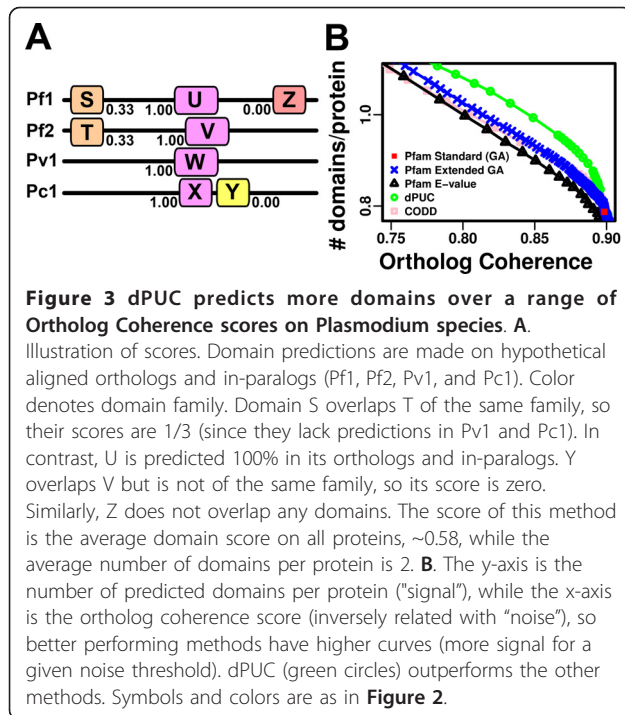 A
Pf1 S 0.33 1.00 U 0.00 Z
Pf2 T 0.33 1.00 V
Pv1 1.00 W
Pc1 1.00 X Y 0.00
B
# domains/protein
1.0
0.8
Pfam Standard (GA)
Pfam Extended GA
Pfam E-value
dPUC
CODD
0.75 0.80 0.85 0.90
Ortholog Coherence
Figure 3 dPUC predicts more domains over a range of
Ortholog Coherence scores on Plasmodium species. A.
Illustration of scores. Domain predictions are made on hypothetical
aligned orthologs and in-paralogs (Pf1, Pf2, Pv1, and Pc1). Color
denotes domain family. Domain S overlaps T of the same family, so
their scores are 1/3 (since they lack predictions in Pv1 and Pc1). In
contrast, U is predicted 100% in its orthologs and in-paralogs. Y
overlaps V but is not of the same family, so its score is zero.
Similarly, Z does not overlap any domains. The score of this method
is the average domain score on all proteins, ~0.58, while the
average number of domains per protein is 2. B. The y-axis is the
number of predicted domains per protein ("signal"), while the x-axis
is the ortholog coherence score (inversely related with "noise"), so
better performing methods have higher curves (more signal for a
given noise threshold). dPUC (green circles) outperforms the other
methods. Symbols and colors are as in Figure 2.